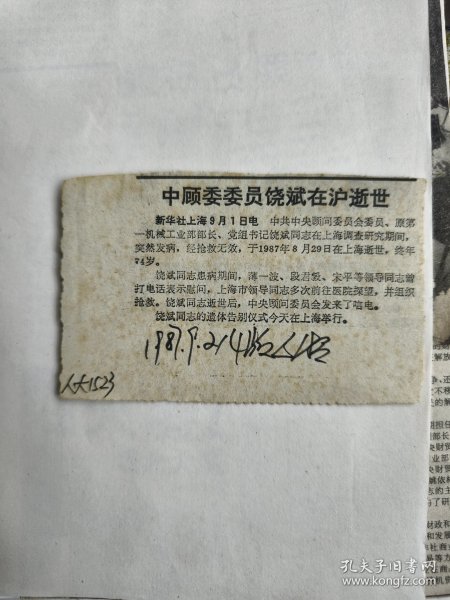 中顾委委员饶斌在沪逝世
新华社上海9月1日电 中共中央顾问委员会委员、原第
一机械工业部部长、党组书记饶斌同志在上海调查研究期间，
突然发病，经抢救无效，于1987年8月29日在上海逝世，终年
74岁。
饶斌同志患病期间，薄一波、段君毅、宋平等领导同志曾
打电话表示慰问，上海市领导同志多次前往医院探望，并组织
抢救。饶斌同志逝世后，中央顾问委员会发来了唁电。
饶斌同志的遗体告别仪式今天在上海举行。
1987.9.2/4版人大
人大1523
孔夫子旧书网
www.kongfz.com